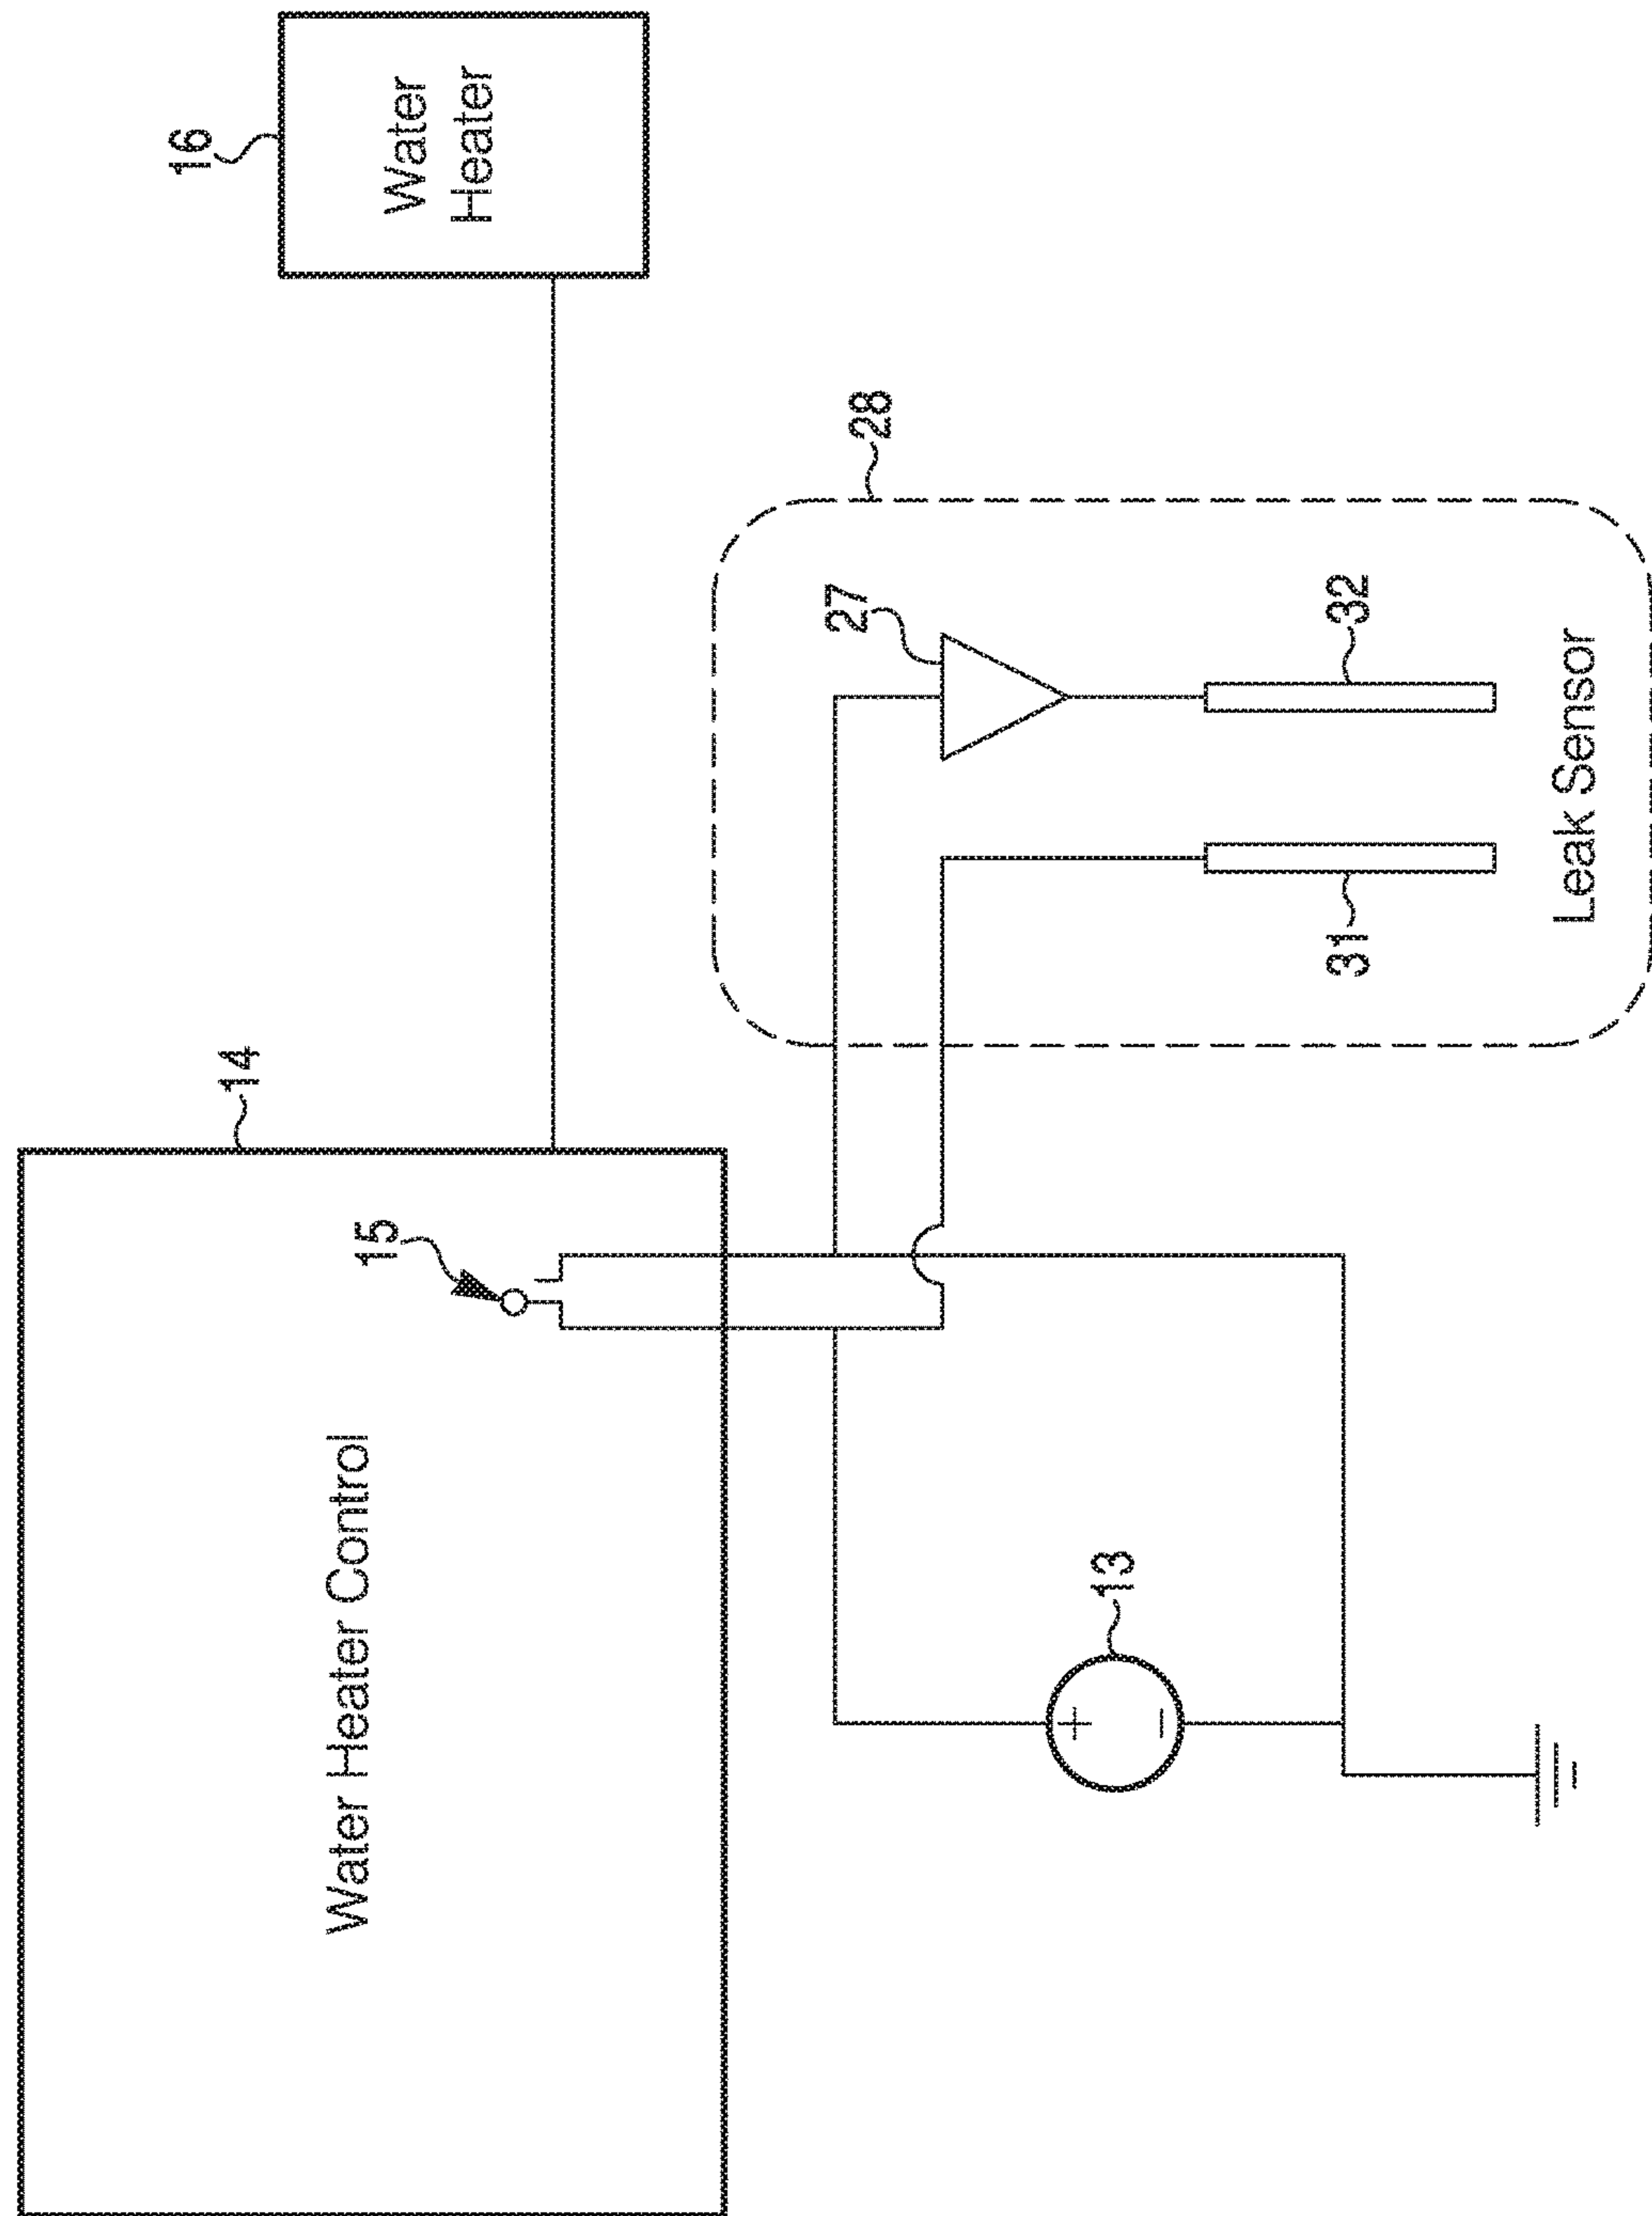 16
Water
Heater
14
15
Water Heater Control
28
27
32
31
Leak Sensor
13
+
−